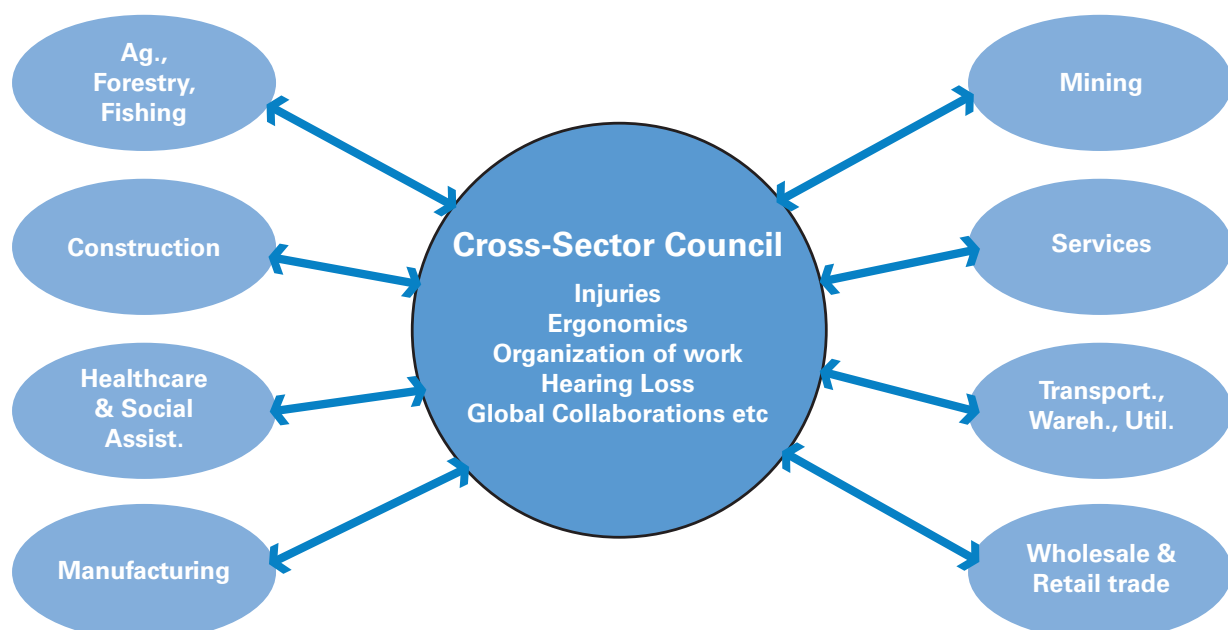 Ag.,
Forestry,
Fishing
Construction
Healthcare
& Social
Assist.
Manufacturing
Cross-Sector Council
Injuries
Ergonomics
Organization of work
Hearing Loss
Global Collaborations etc
Mining
Services
Transport.,
Wareh., Util.
Wholesale &
Retail trade